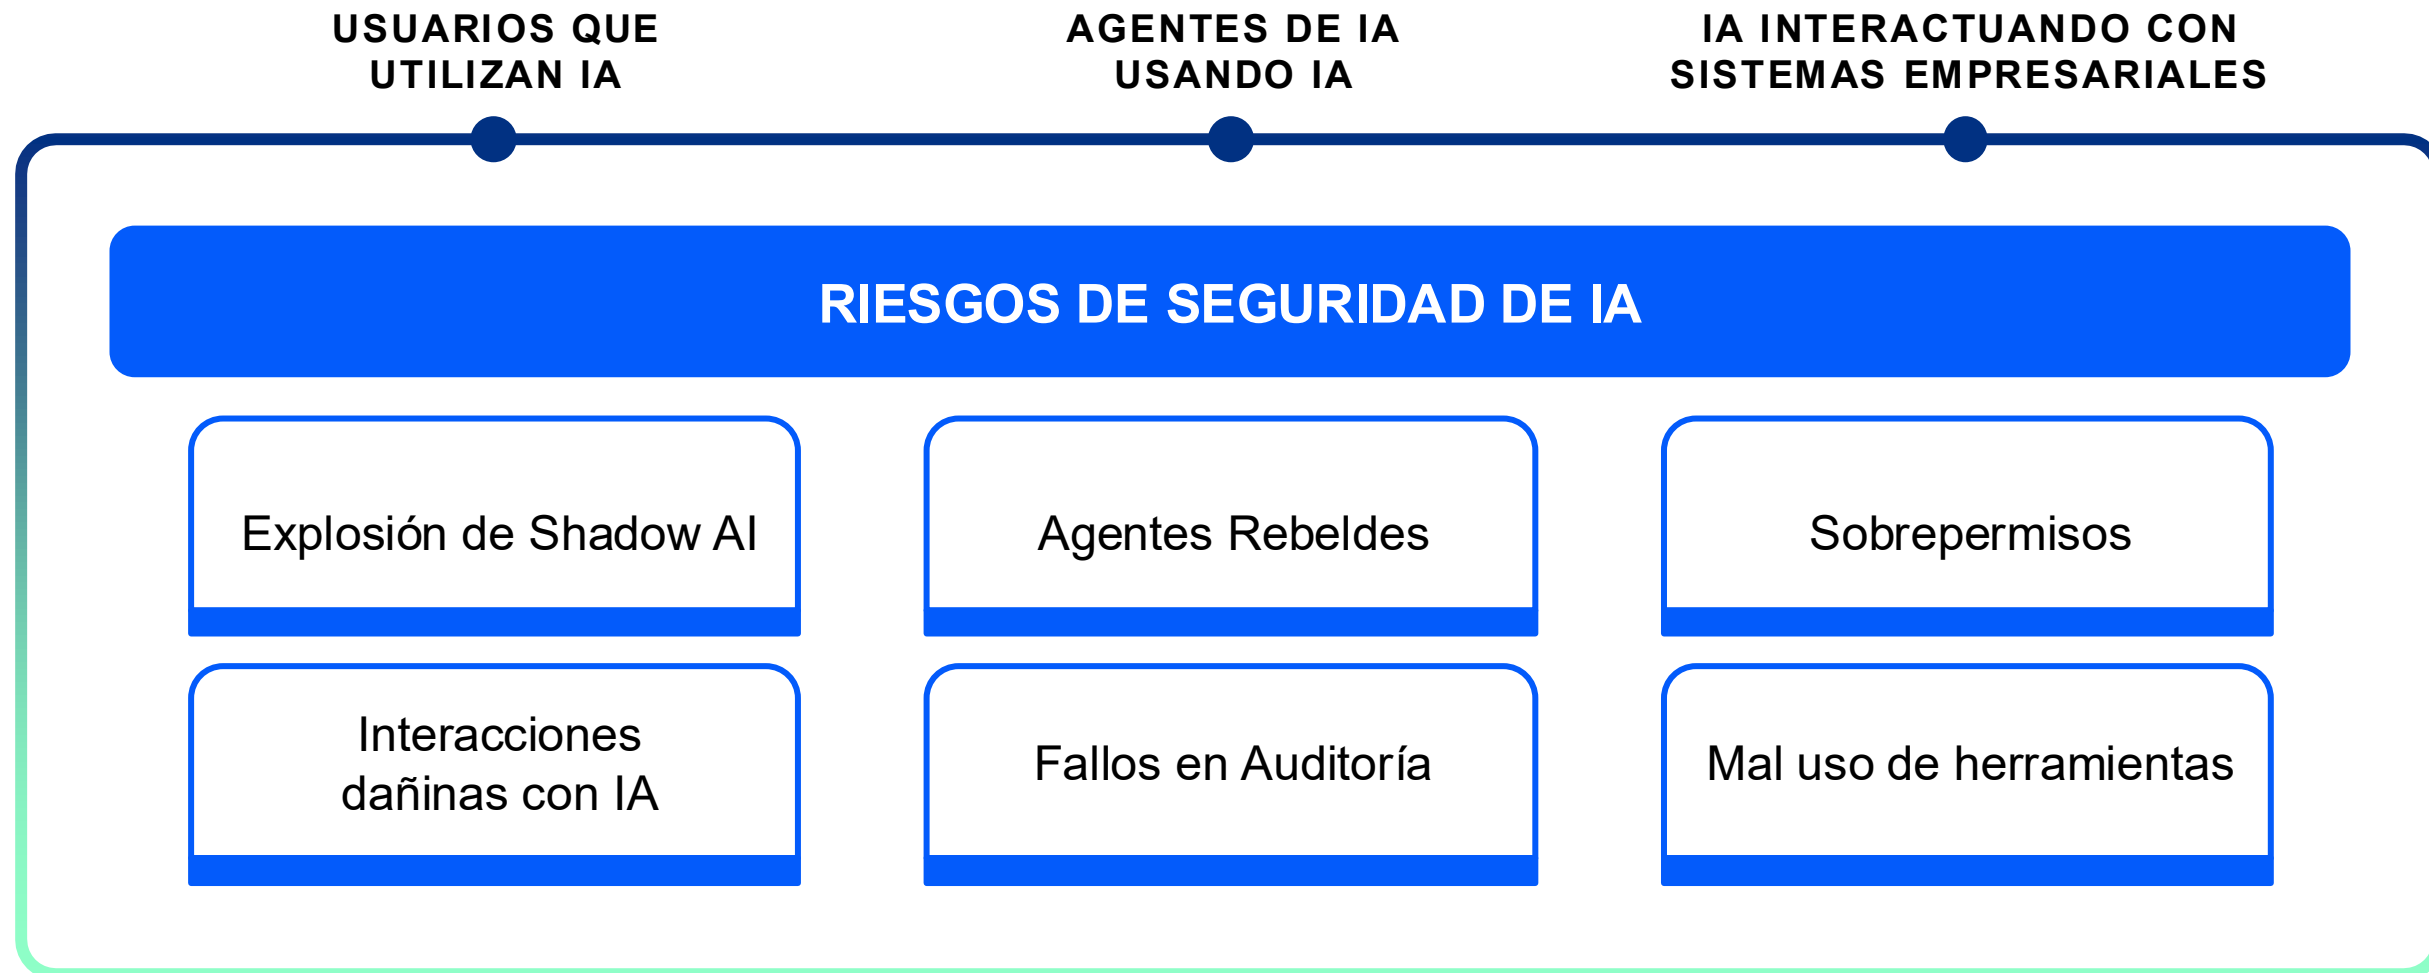 USUARIOS QUE
UTILIZAN IA
AGENTES DE IA
USANDO IA
IA INTERACTUANDO CON
SISTEMAS EMPRESARIALES
RIESGOS DE SEGURIDAD DE IA
Explosión de Shadow AI
Agentes Rebeldes
Sobrepermisos
Interacciones
dañinas con IA
Fallos en Auditoría
Mal uso de herramientas